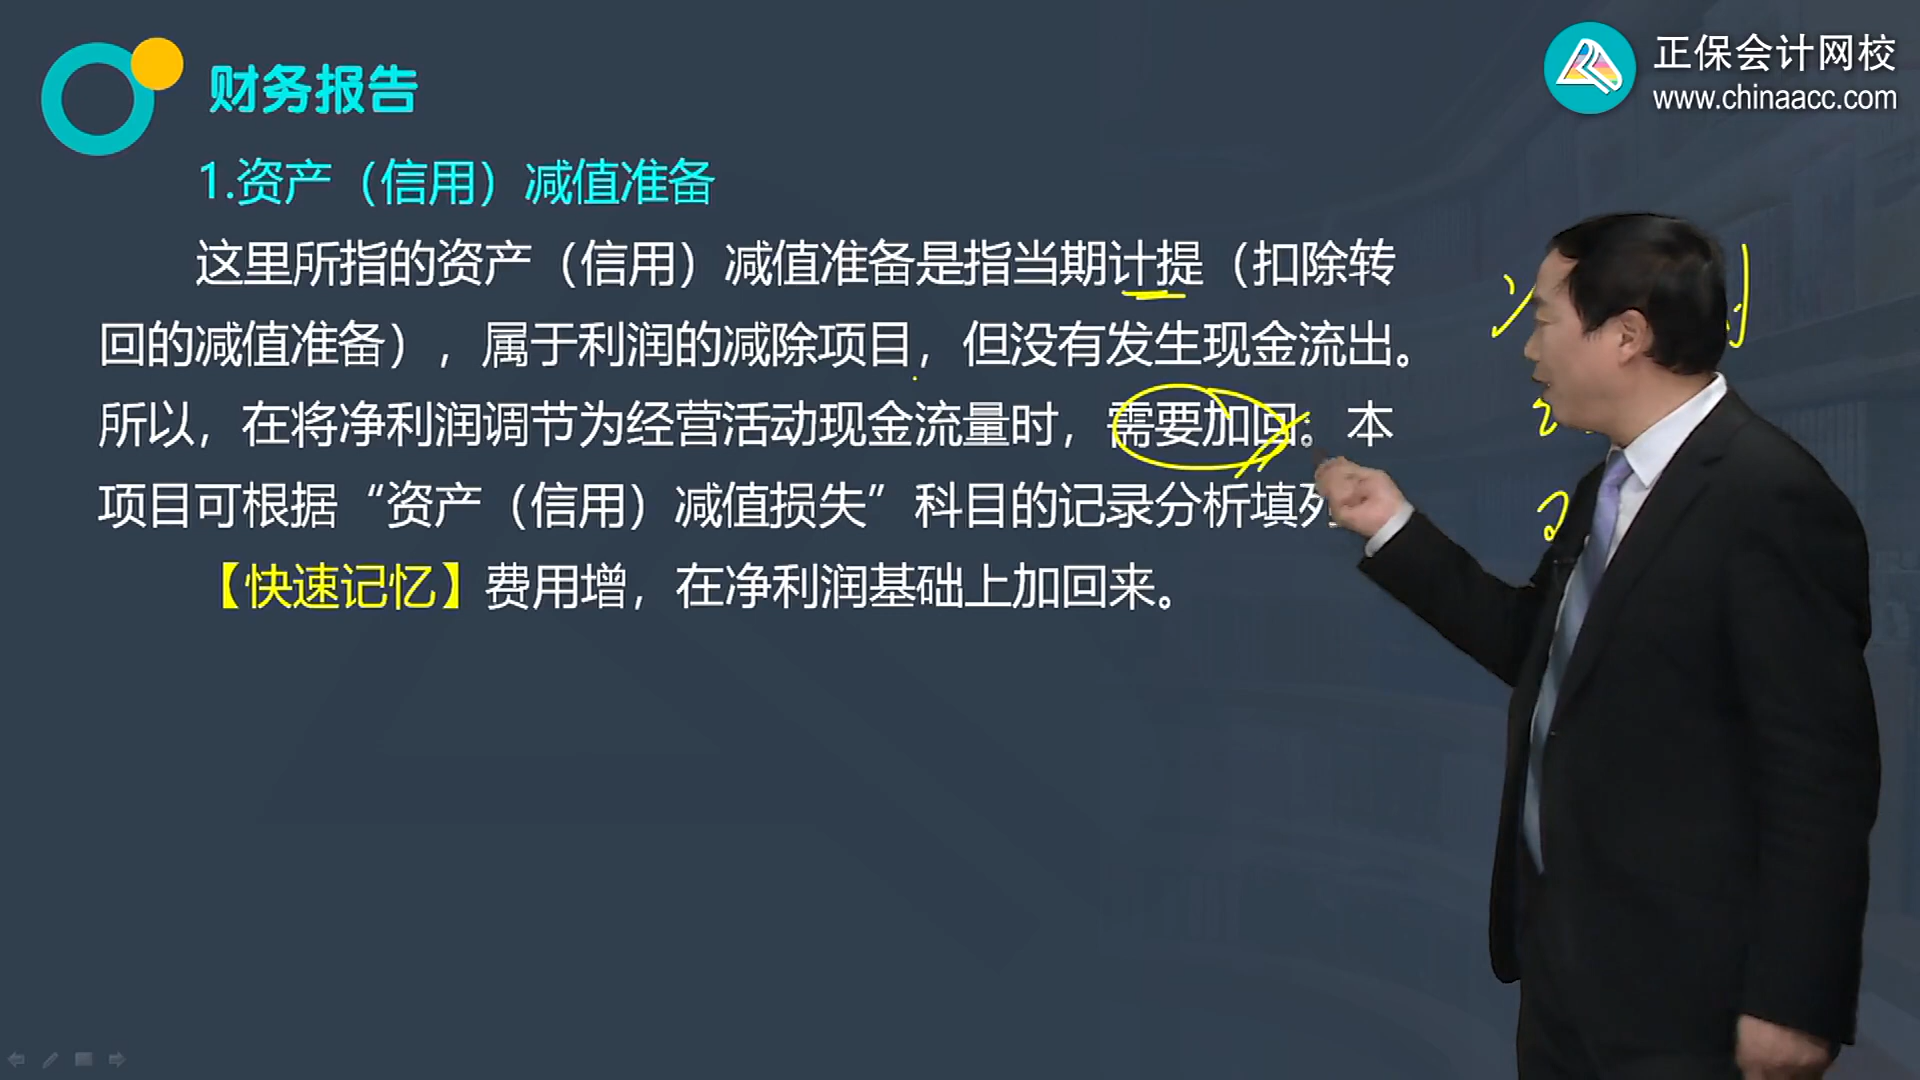 财务报告
正保会计网校
www.chinaacc.com
1.资产（信用）减值准备
这里所指的资产（信用）减值准备是指当期计提（扣除转
回的减值准备），属于利润的减除项目，但没有发生现金流出。
所以，在将净利润调节为经营活动现金流量时，需要加回。本
项目可根据“资产（信用）减值损失”科目的记录分析填列
【快速记忆】费用增，在净利润基础上加回来。